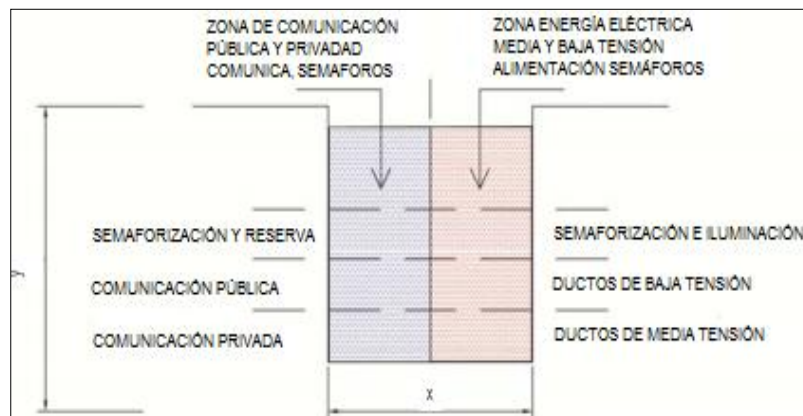 ZONA DE COMUNICACIÓN
PÚBLICA Y PRIVADAD
COMUNICA, SEMAFOROS
ZONA ENERGÍA ELÉCTRICA
MEDIA Y BAJA TENSIÓN
ALIMENTACIÓN SEMÁFOROS
SEMAFORIZACIÓN Y RESERVA
COMUNICACIÓN PÚBLICA
COMUNICACIÓN PRIVADA
SEMAFORIZACIÓN E ILUMINACIÓN
DUCTOS DE BAJA TENSIÓN
DUCTOS DE MEDIA TENSIÓN
y
X